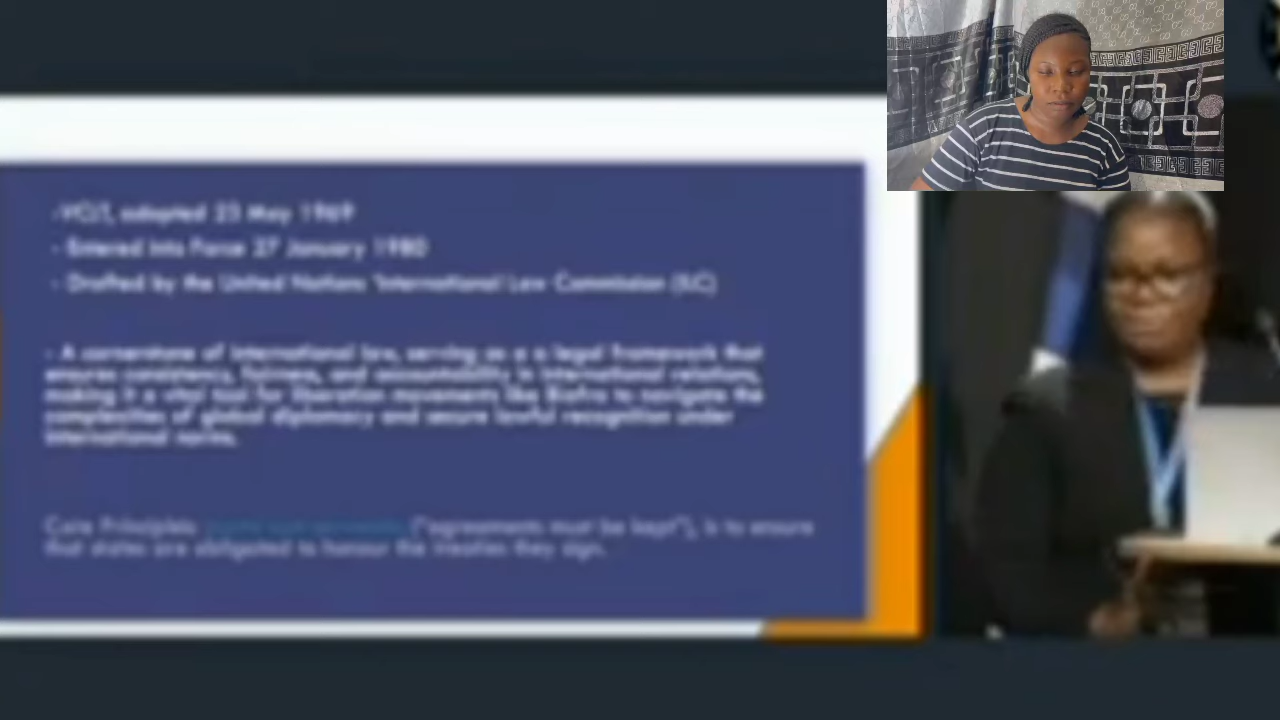 -VCLT, adopted 23 May 1969
- Entered into Force 27 January 1980
- Drafted by the United Nations 'International Law Commission (ILC)
- A cornerstone of international law, serving as a a legal framework that
ensures consistency, fairness, and accountability in international relations,
making it a vital tool for liberation movements like Biafra to navigate the
complexities of global diplomacy and secure lawful recognition under
international norms.
Core Principles ("agreements must be kept"), is to ensure
that states are obligated to honour the treaties they sign.